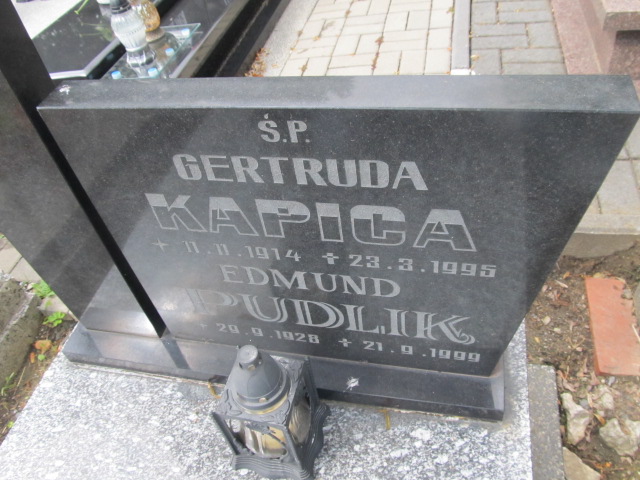 Ś.P.
GERTRUDA
KAPICA
+ 11.11.1914 + 23.3.1995
EDMUND
PUDLIK
29.9.1928 + 21.9.1999